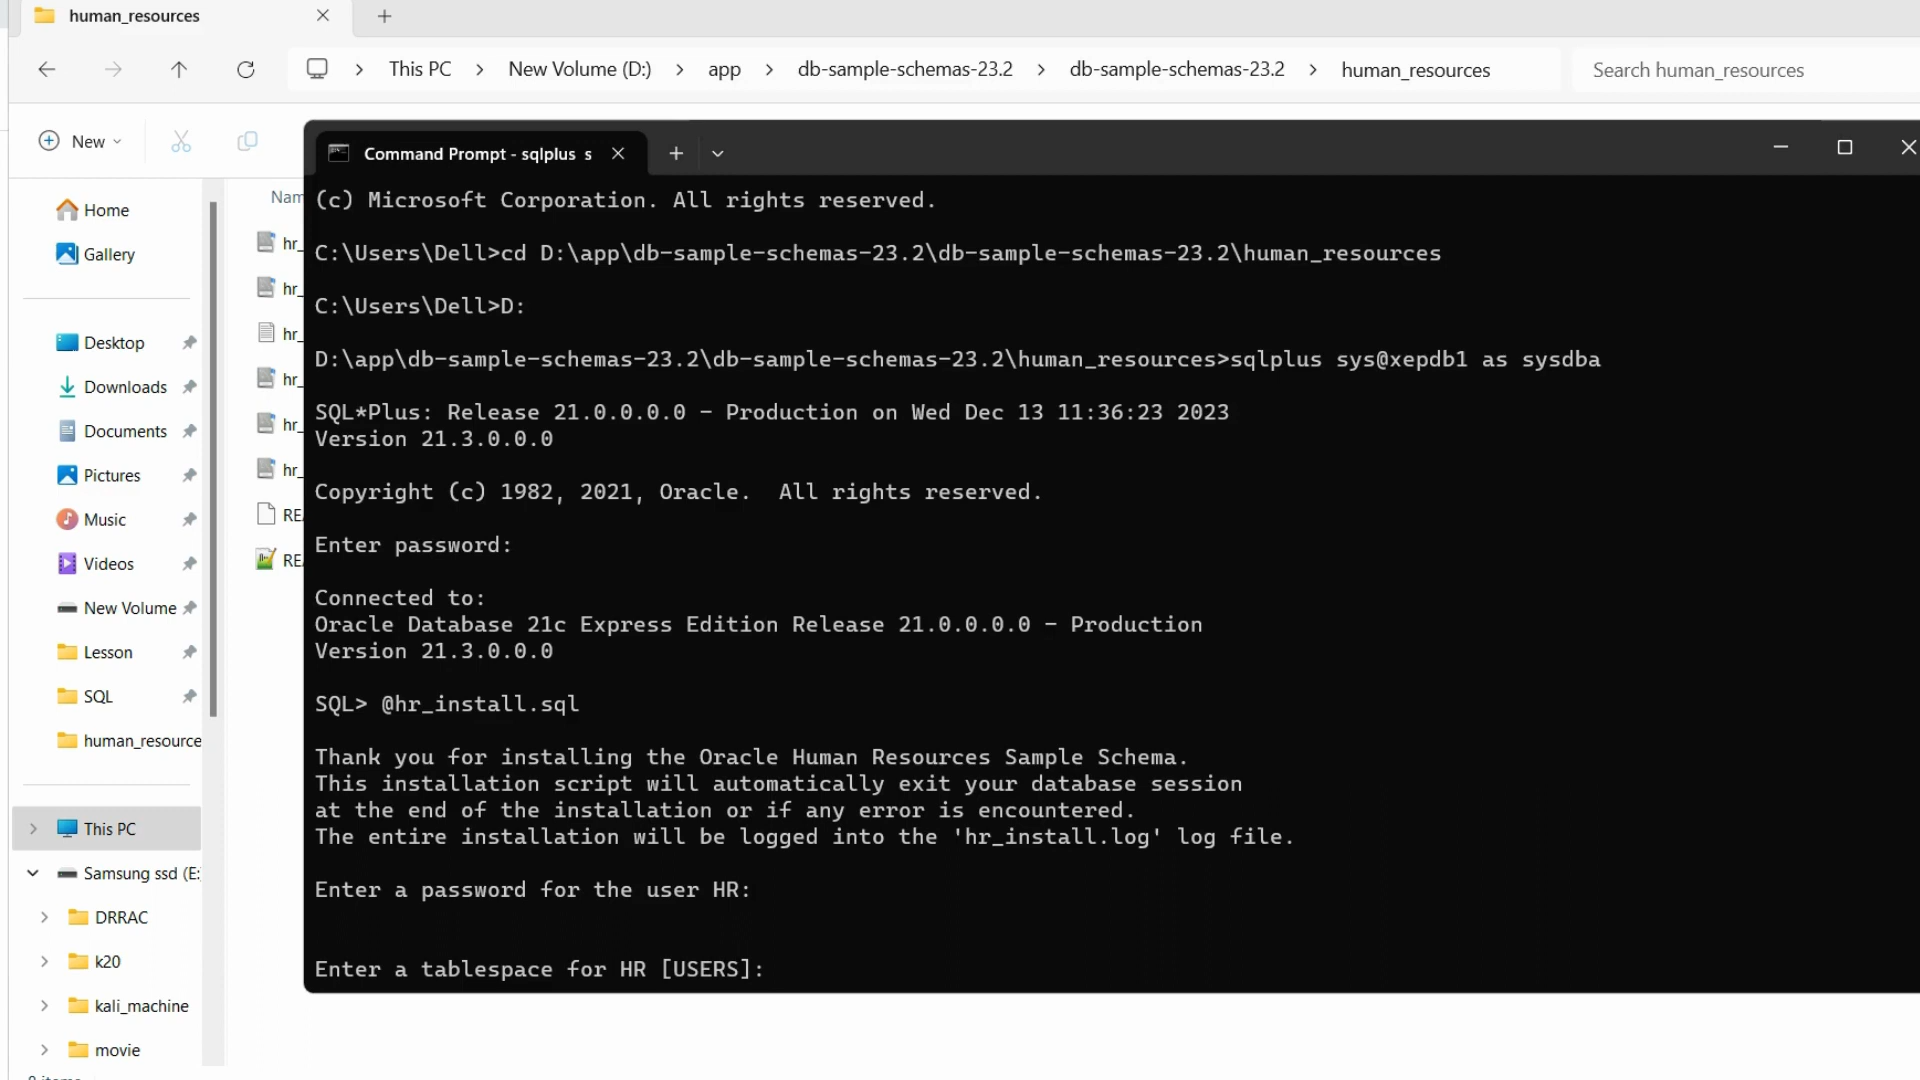 human_resources
This PC > New Volume (D:) > app > db-sample-schemas-23.2 > db-sample-schemas-23.2 > human_resources
Search human_resources
New
Command Prompt - sqlplus s
Home
Gallery
Desktop
Downloads
Documents
Pictures
Music
Videos
New Volume
Lesson
SQL
human_resource
This PC
Samsung ssd (E:
DRRAC
k20
kali_machine
movie
Nam
hr_
hr_
hr_
hr_
hr_
hr_
RE
RE
(c) Microsoft Corporation. All rights reserved.
C:\Users\Dell>cd D:\app\db-sample-schemas-23.2\db-sample-schemas-23.2\human_resources
C:\Users\Dell>D:
D:\app\db-sample-schemas-23.2\db-sample-schemas-23.2\human_resources>sqlplus sys@xepdb1 as sysdba
SQL*Plus: Release 21.0.0.0.0 - Production on Wed Dec 13 11:36:23 2023
Version 21.3.0.0.0
Copyright (c) 1982, 2021, Oracle.  All rights reserved.
Enter password:
Connected to:
Oracle Database 21c Express Edition Release 21.0.0.0.0 - Production
Version 21.3.0.0.0
SQL> @hr_install.sql
Thank you for installing the Oracle Human Resources Sample Schema.
This installation script will automatically exit your database session
at the end of the installation or if any error is encountered.
The entire installation will be logged into the 'hr_install.log' log file.
Enter a password for the user HR:
Enter a tablespace for HR [USERS]: